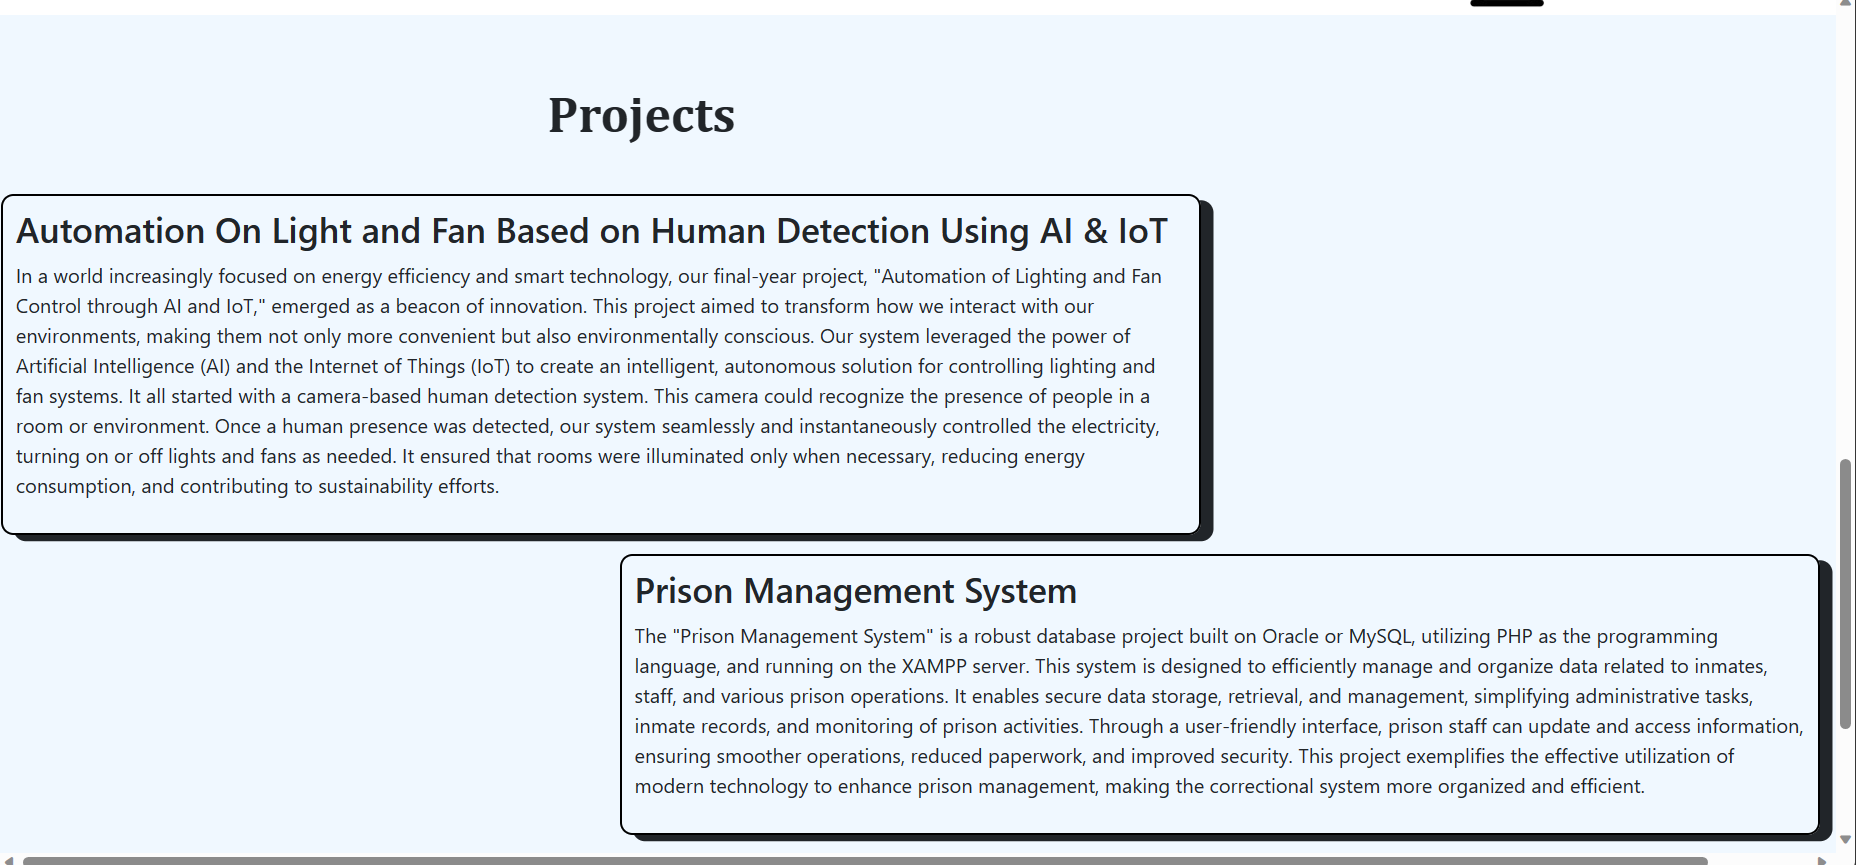 Projects
Automation On Light and Fan Based on Human Detection Using AI & IoT
In a world increasingly focused on energy efficiency and smart technology, our final-year project, "Automation of Lighting and Fan
Control through AI and IoT," emerged as a beacon of innovation. This project aimed to transform how we interact with our
environments, making them not only more convenient but also environmentally conscious. Our system leveraged the power of
Artificial Intelligence (AI) and the Internet of Things (IoT) to create an intelligent, autonomous solution for controlling lighting and
fan systems. It all started with a camera-based human detection system. This camera could recognize the presence of people in a
room or environment. Once a human presence was detected, our system seamlessly and instantaneously controlled the electricity,
turning on or off lights and fans as needed. It ensured that rooms were illuminated only when necessary, reducing energy
consumption, and contributing to sustainability efforts.
Prison Management System
The "Prison Management System" is a robust database project built on Oracle or MySQL, utilizing PHP as the programming
language, and running on the XAMPP server. This system is designed to efficiently manage and organize data related to inmates,
staff, and various prison operations. It enables secure data storage, retrieval, and management, simplifying administrative tasks,
inmate records, and monitoring of prison activities. Through a user-friendly interface, prison staff can update and access information,
ensuring smoother operations, reduced paperwork, and improved security. This project exemplifies the effective utilization of
modern technology to enhance prison management, making the correctional system more organized and efficient.